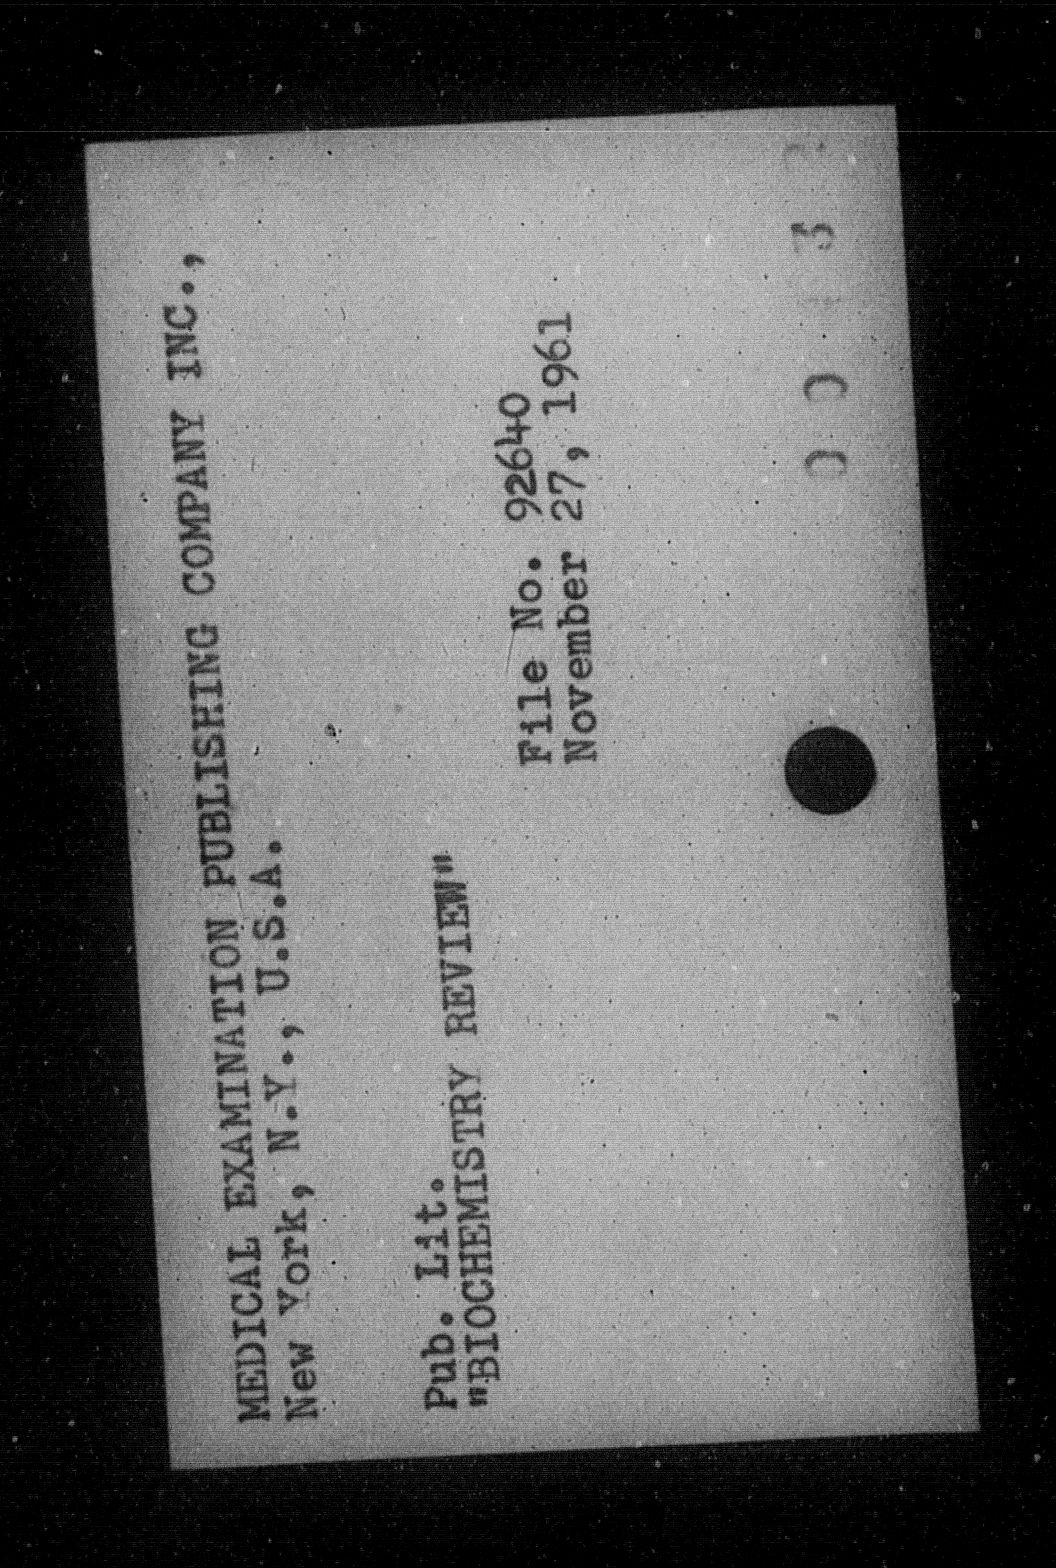 MEDICAL EXAMINATION PUBLISHING COMPANY INC.,
New York, N.Y., U.S.A.
Pub. Lit.
"BIOCHEMISTRY REVIEW"
File No. 92640
November 27, 1961